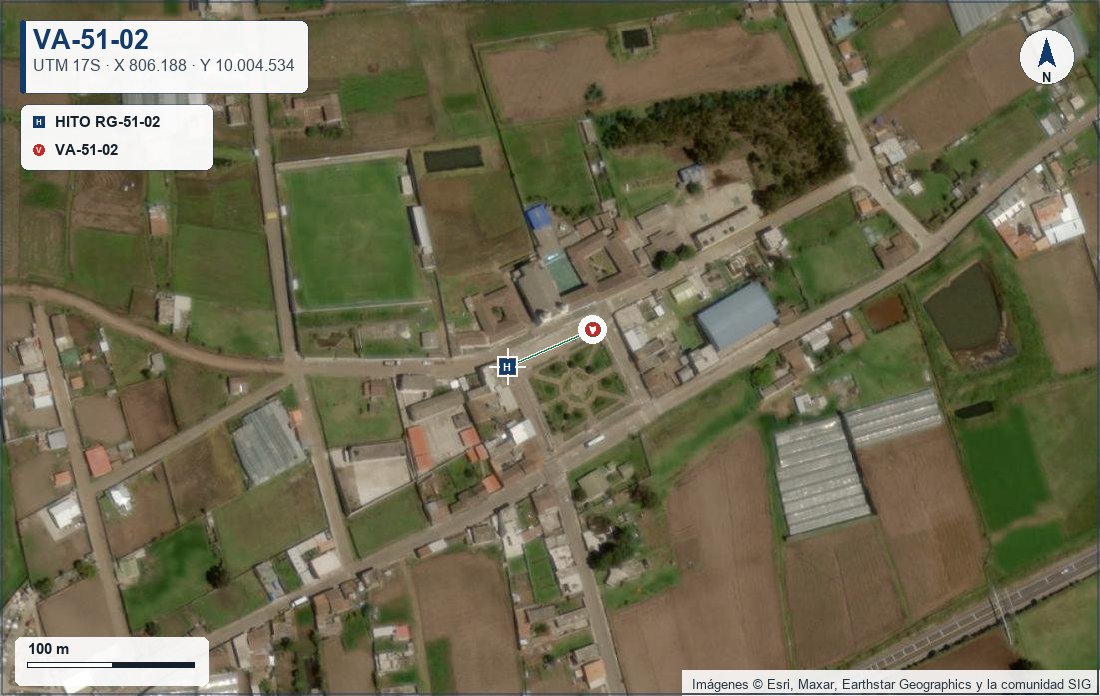 VA-51-02
UTM 17S · X 806.188 · Y 10.004.534
H HITO RG-51-02
V VA-51-02
N
V
H
100 m
Imágenes © Esri, Maxar, Earthstar Geographics y la comunidad SIG